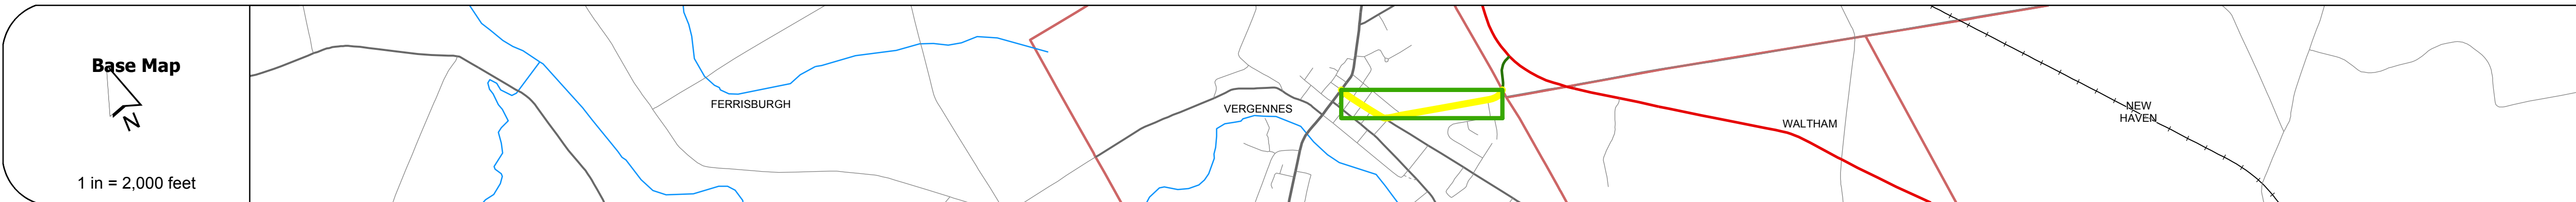 Base Map
N
1 in = 2,000 feet
FERRISBURGH
VERGENNES
WALTHAM
NEW
HAVEN